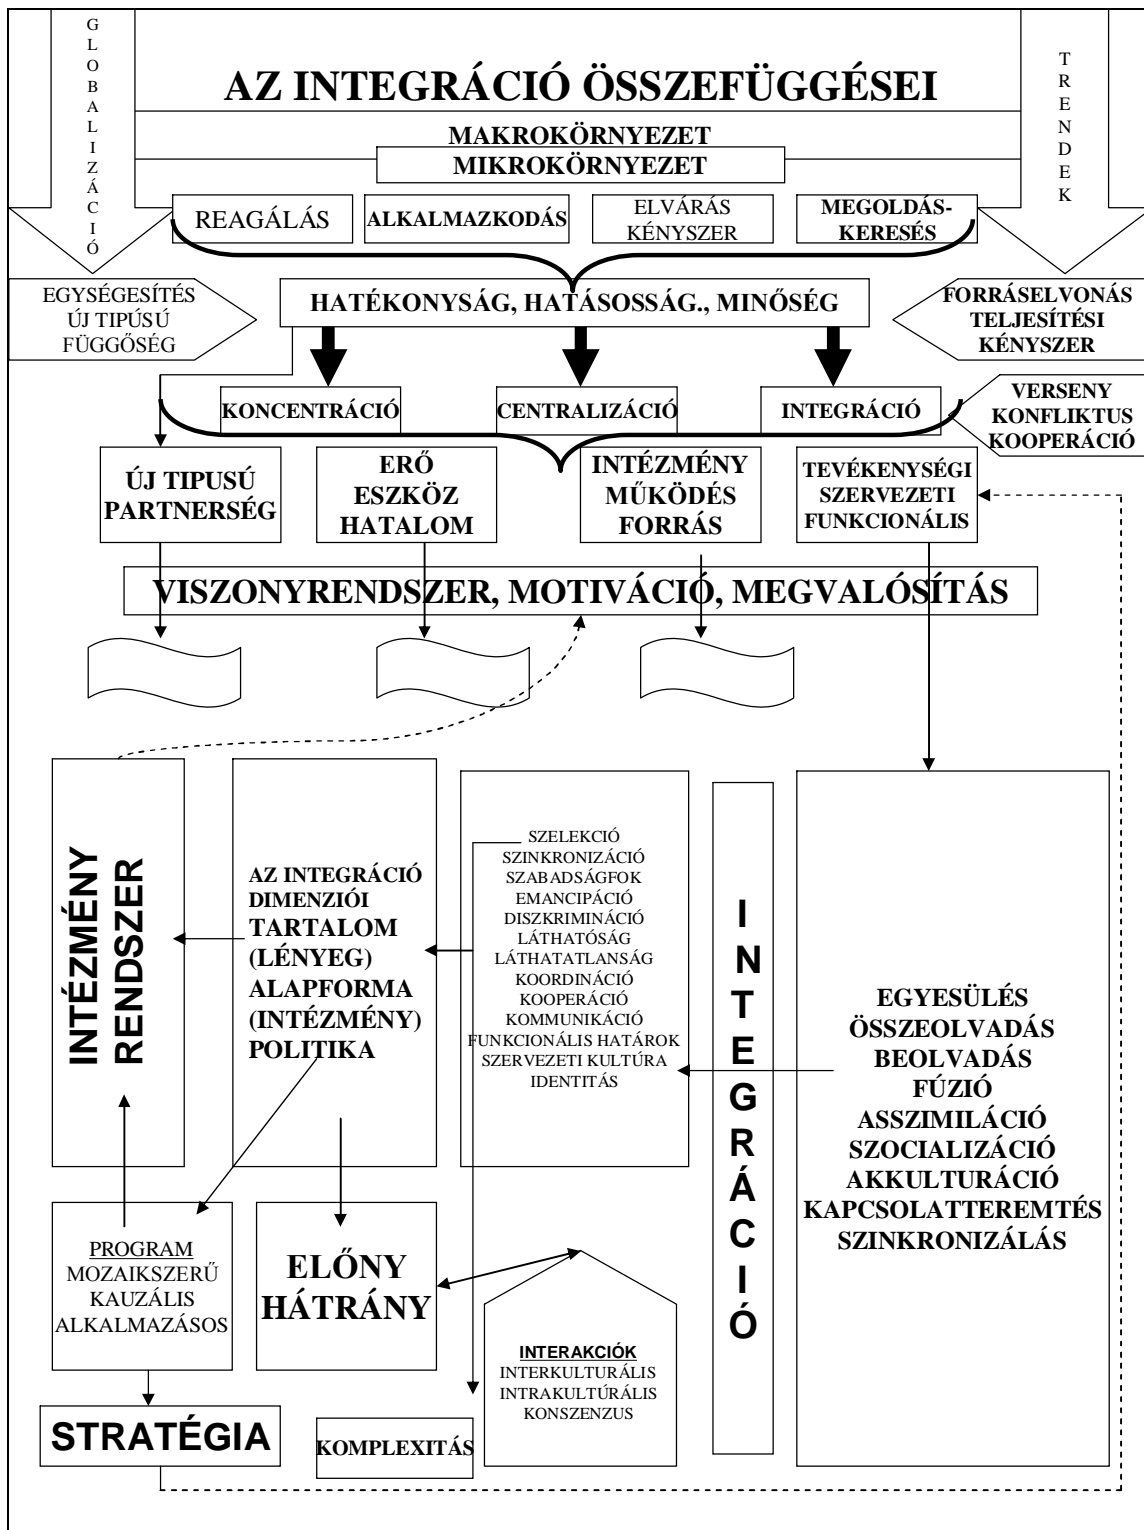 GLOBALIZÁCIÓ
TRENDEK
AZ INTEGRÁCIÓ ÖSSZEFÜGGÉSEI
MAKROKÖRNYEZET
MIKROKÖRNYEZET
REAGÁLÁS
ALKALMAZKODÁS
ELVÁRÁS
KÉNYSZER
MEGOLDÁS-
KERESÉS
EGYSÉGESÍTÉS
ÚJ TIPÚSÚ
FÜGGŐSÉG
HATÉKONYSÁG, HATÁSOSSÁG., MINŐSÉG
FORRÁSELVONÁS
TELJESÍTÉSI
KÉNYSZER
KONCENTRÁCIÓ
CENTRALIZÁCIÓ
INTEGRÁCIÓ
VERSENY
KONFLIKTUS
KOOPERÁCIÓ
ÚJ TIPUSÚ
PARTNERSÉG
ERŐ
ESZKÖZ
HATALOM
INTÉZMÉNY
MŰKÖDÉS
FORRÁS
TEVÉKENYSÉGI
SZERVEZETI
FUNKCIONÁLIS
VISZONYRENDSZER, MOTIVÁCIÓ, MEGVALÓSÍTÁS
INTÉZMÉNY
RENDSZER
AZ INTEGRÁCIÓ
DIMENZIÓI
TARTALOM
(LÉNYEG)
ALAPFORMA
(INTÉZMÉNY)
POLITIKA
SZELEKCIÓ
SZINKRONIZÁCIÓ
SZABADSÁGFOK
EMANCIPÁCIÓ
DISZKRIMINÁCIÓ
LÁTHATÓSÁG
LÁTHATATLANSÁG
KOORDINÁCIÓ
KOOPERÁCIÓ
KOMMUNIKÁCIÓ
FUNKCIONÁLIS HATÁROK
SZERVEZETI KULTÚRA
IDENTITÁS
INTEGRÁCIÓ
EGYESÜLÉS
ÖSSZEOLVADÁS
BEOLVADÁS
FÚZIÓ
ASSZIMILÁCIÓ
SZOCIALIZÁCIÓ
AKKULTURÁCIÓ
KAPCSOLATTEREMTÉS
SZINKRONIZÁLÁS
PROGRAM
MOZAIKSZERŰ
KAUZÁLIS
ALKALMAZÁSOS
ELŐNY
HÁTRÁNY
INTERAKCIÓK
INTERKULTURÁLIS
INTRAKULTÚRÁLIS
KONSZENZUS
STRATÉGIA
KOMPLEXITÁS